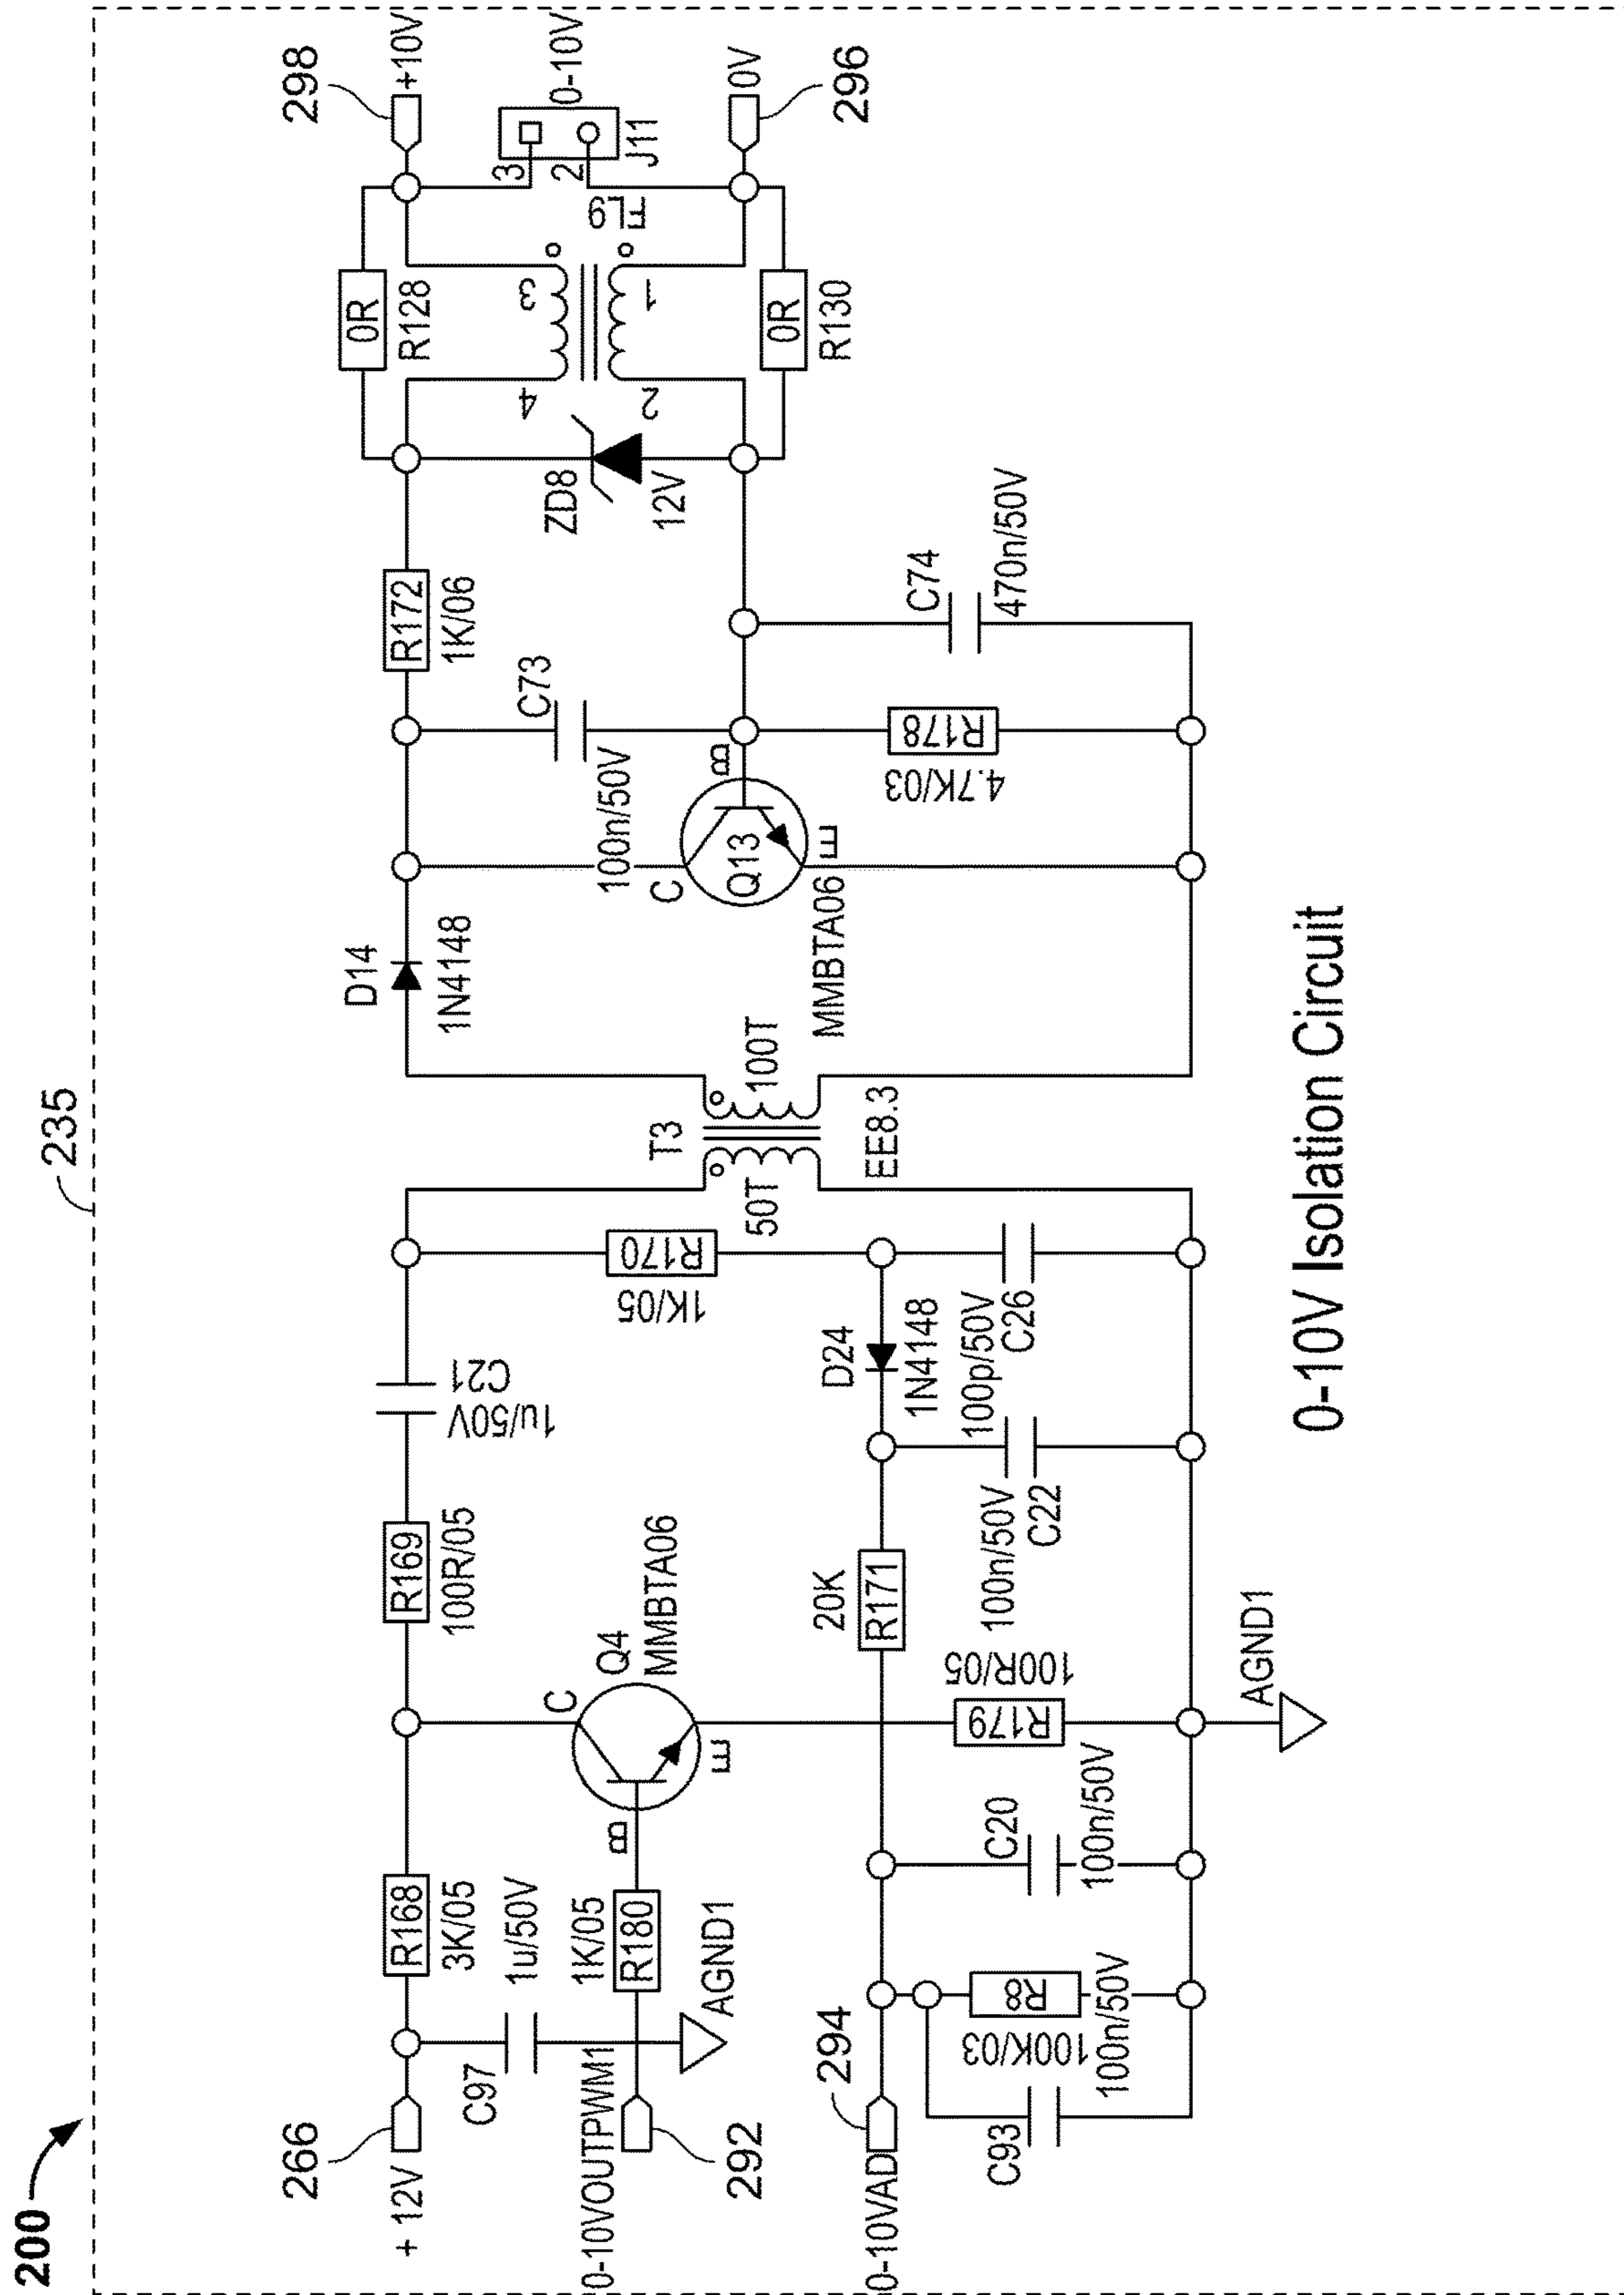 200
235
266
+ 12V
R168
3K/05
C97
1u/50V
0-10VOUTPWM1
292
1K/05
R180
AGND1
B
C
E
Q4
MMBTA06
R169
100R/05
C21
1u/50V
R170
1K/05
D24
1N4148
100p/50V
C26
100n/50V
C22
20K
R171
R179
100R/05
AGND1
C20
100n/50V
R8
100K/03
100n/50V
C93
294
0-10VAD
T3
50T
100T
EE8.3
D14
1N4148
C
Q13
B
E
MMBTA06
100n/50V
C73
R172
1K/06
R178
4.7K/03
C74
470n/50V
ZD8
12V
4
3
2
1
FL9
0R
R128
0R
R130
298
+10V
3
2
J11
0-10V
0V
296
0-10V Isolation Circuit